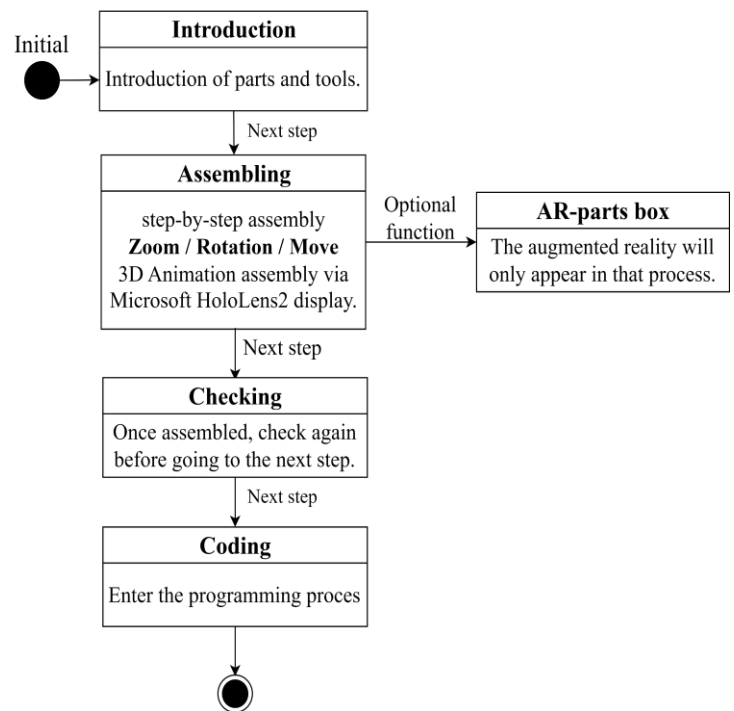 Initial
Introduction
Introduction of parts and tools.
Next step
Assembling
step-by-step assembly
Zoom / Rotation / Move
3D Animation assembly via
Microsoft HoloLens2 display.
Optional
function
AR-parts box
The augmented reality will
only appear in that process.
Next step
Checking
Once assembled, check again
before going to the next step.
Next step
Coding
Enter the programming proces